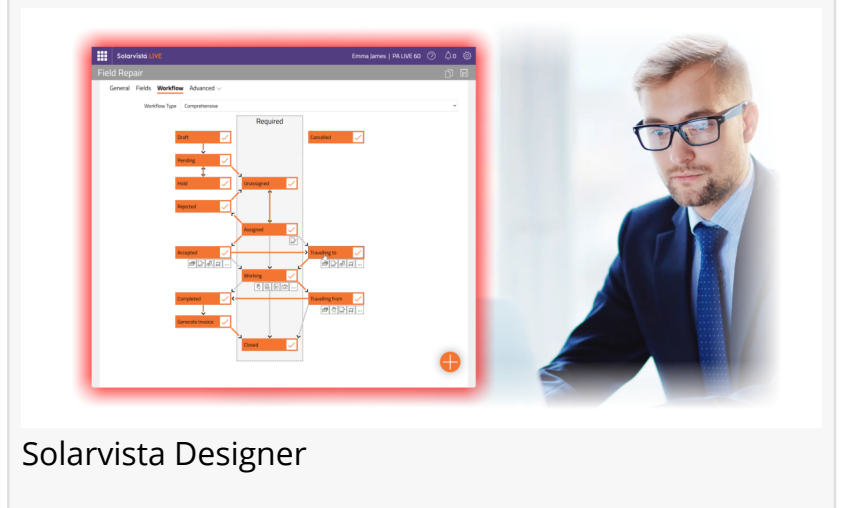 Solarvista LIVE
Emma James | PA LIVE 60
0
Field Repair
General Fields Workflow Advanced
Workflow Type Comprehensive
Required
Draft
Cancelled
Pending
Hold
Unassigned
Rejected
Assigned
Accepted
Travelling to
Working
Completed
Travelling from
Generate Invoice
Closed
Solarvista Designer